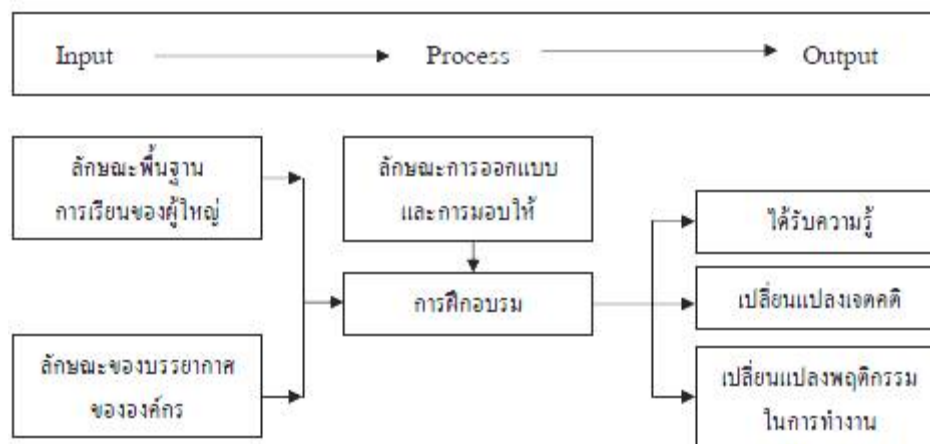 Input Process Output
ลักษณะพื้นฐาน
การเรียนของผู้ใหญ่
ลักษณะการออกแบบ
และการมอบให้
ได้รับความรู้
การฝึกอบรม
เปลี่ยนแปลงเจตคติ
ลักษณะของบรรยากาศ
ขององค์กร
เปลี่ยนแปลงพฤติกรรม
ในการทำงาน